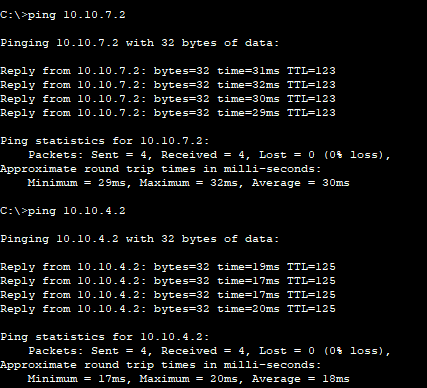 C:\>ping 10.10.7.2
Pinging 10.10.7.2 with 32 bytes of data:
Reply from 10.10.7.2: bytes=32 time=31ms TTL=123
Reply from 10.10.7.2: bytes=32 time=32ms TTL=123
Reply from 10.10.7.2: bytes=32 time=30ms TTL=123
Reply from 10.10.7.2: bytes=32 time=29ms TTL=123
Ping statistics for 10.10.7.2:
Packets: Sent = 4, Received = 4, Lost = 0 (0% loss),
Approximate round trip times in milli-seconds:
Minimum = 29ms, Maximum = 32ms, Average = 30ms
C:\>ping 10.10.4.2
Pinging 10.10.4.2 with 32 bytes of data:
Reply from 10.10.4.2: bytes=32 time=19ms TTL=125
Reply from 10.10.4.2: bytes=32 time=17ms TTL=125
Reply from 10.10.4.2: bytes=32 time=17ms TTL=125
Reply from 10.10.4.2: bytes=32 time=20ms TTL=125
Ping statistics for 10.10.4.2:
Packets: Sent = 4, Received = 4, Lost = 0 (0% loss),
Approximate round trip times in milli-seconds:
Minimum = 17ms, Maximum = 20ms, Average = 18ms